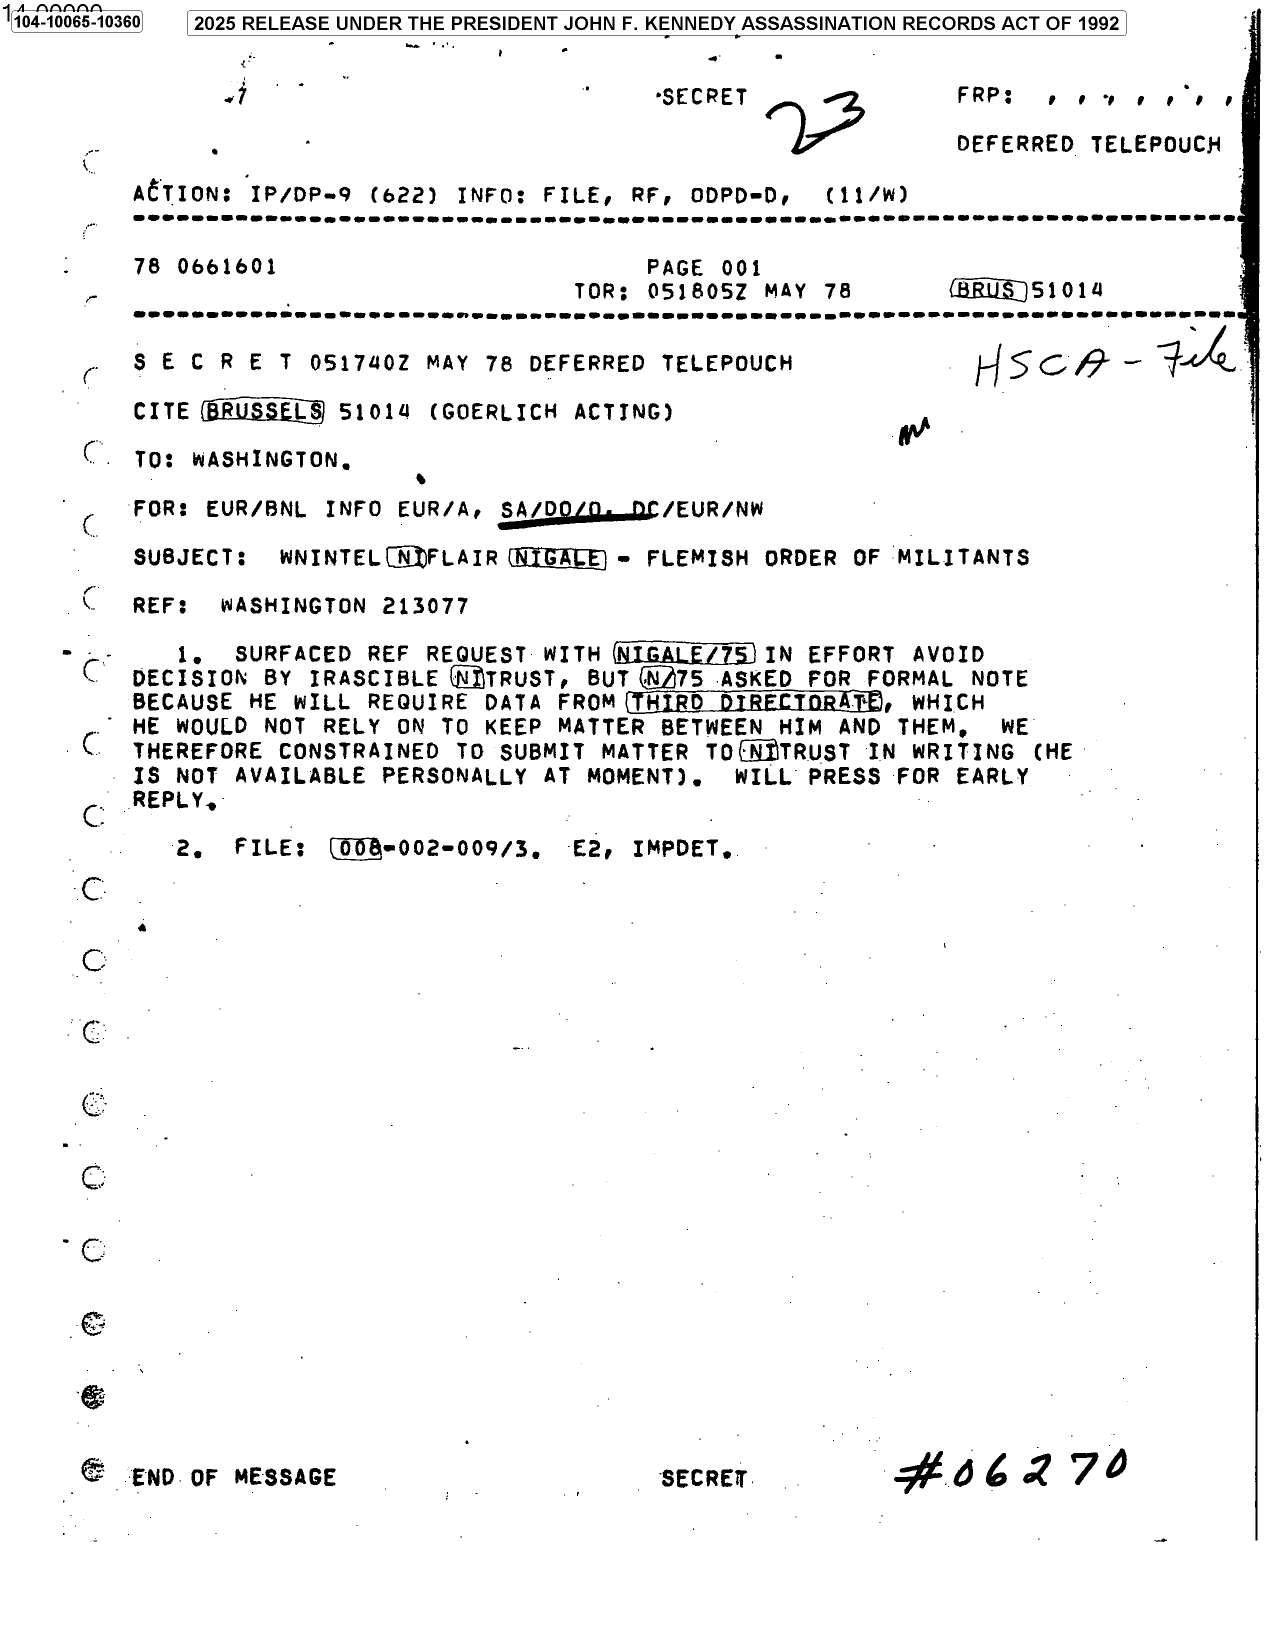 104-10065-10360
2025 RELEASE UNDER THE PRESIDENT JOHN F. KENNEDY ASSASSINATION RECORDS ACT OF 1992
SECRET 23 FRP: , , , , , , ,
DEFERRED TELEPOUCH
ACTION: IP/DP-9 (622) INFO: FILE, RF, ODPD-D, (11/W)
78 0661601 PAGE 001
TOR: 051805Z MAY 78 BRUS 51014
S E C R E T 051740Z MAY 78 DEFERRED TELEPOUCH
HSCA - File
CITE BRUSSELS 51014 (GOERLICH ACTING)
TO: WASHINGTON.
FOR: EUR/BNL INFO EUR/A, SA/DO/O, DC/EUR/NW
SUBJECT: WNINTEL NIFLAIR NIGALE - FLEMISH ORDER OF MILITANTS
REF: WASHINGTON 213077
1. SURFACED REF REQUEST WITH NIGALE/75 IN EFFORT AVOID
DECISION BY IRASCIBLE NITRUST, BUT N/75 ASKED FOR FORMAL NOTE
BECAUSE HE WILL REQUIRE DATA FROM THIRD DIRECTORATE, WHICH
HE WOULD NOT RELY ON TO KEEP MATTER BETWEEN HIM AND THEM. WE
THEREFORE CONSTRAINED TO SUBMIT MATTER TO NITRUST IN WRITING (HE
IS NOT AVAILABLE PERSONALLY AT MOMENT). WILL PRESS FOR EARLY
REPLY.
2. FILE: 008-002-009/3. E2, IMPDET.
END OF MESSAGE SECRET #06270